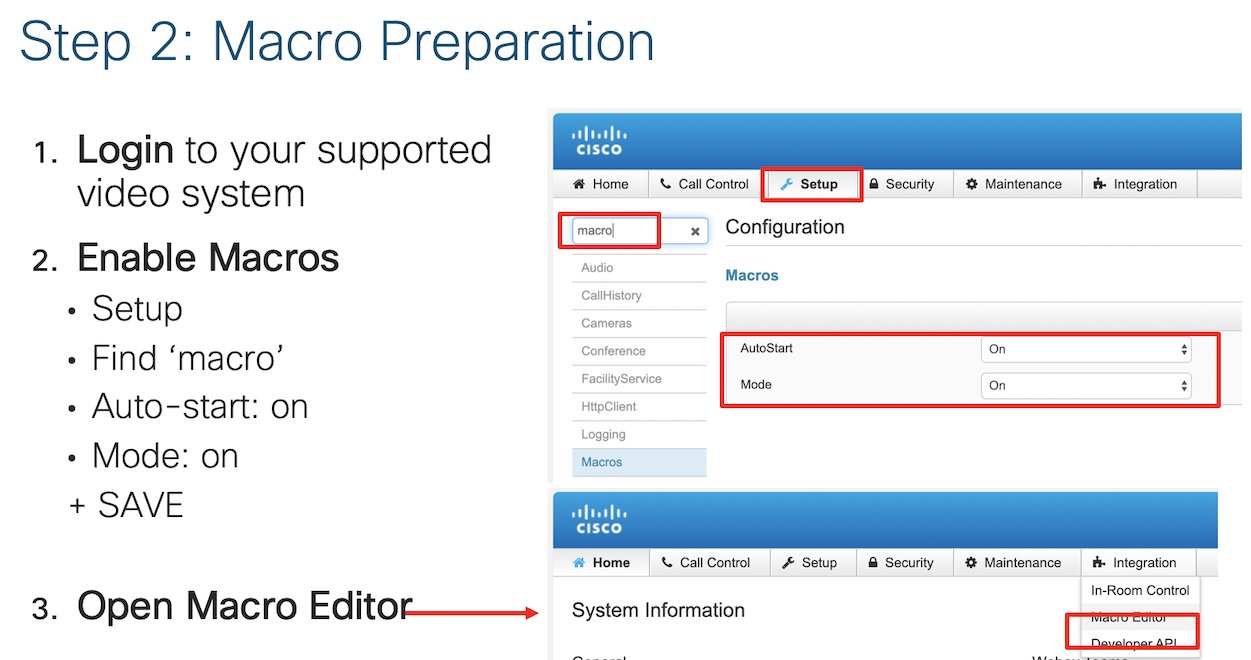 Step 2: Macro Preparation
1. Login to your supported
video system
2. Enable Macros
• Setup
• Find ‘macro’
• Auto-start: on
• Mode: on
+ SAVE
3. Open Macro Editor
CISCO
Home Call Control Setup Security Maintenance Integration
macro
Configuration
Audio
CallHistory
Cameras
Conference
FacilityService
HttpClient
Logging
Macros
Macros
AutoStart On
Mode On
CISCO
Home Call Control Setup Security Maintenance Integration
In-Room Control
Macro Editor
Developer API
System Information
General
Webex Teams